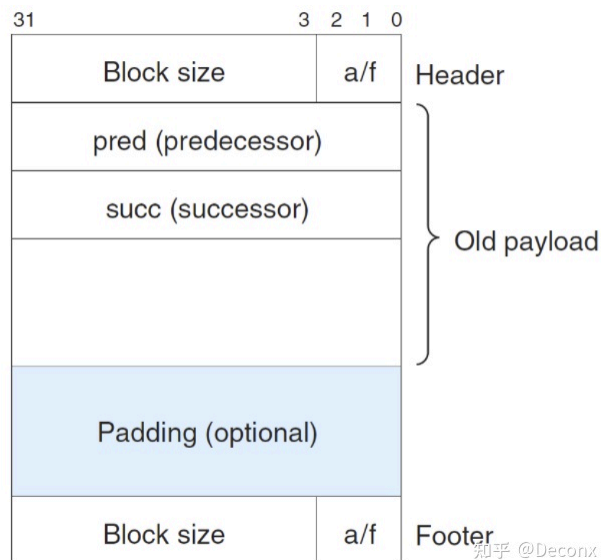 31 3 2 1 0
Block size a/f Header
pred (predecessor)
succ (successor)
Old payload
Padding (optional)
Block size a/f Footer
知乎 @Deconx